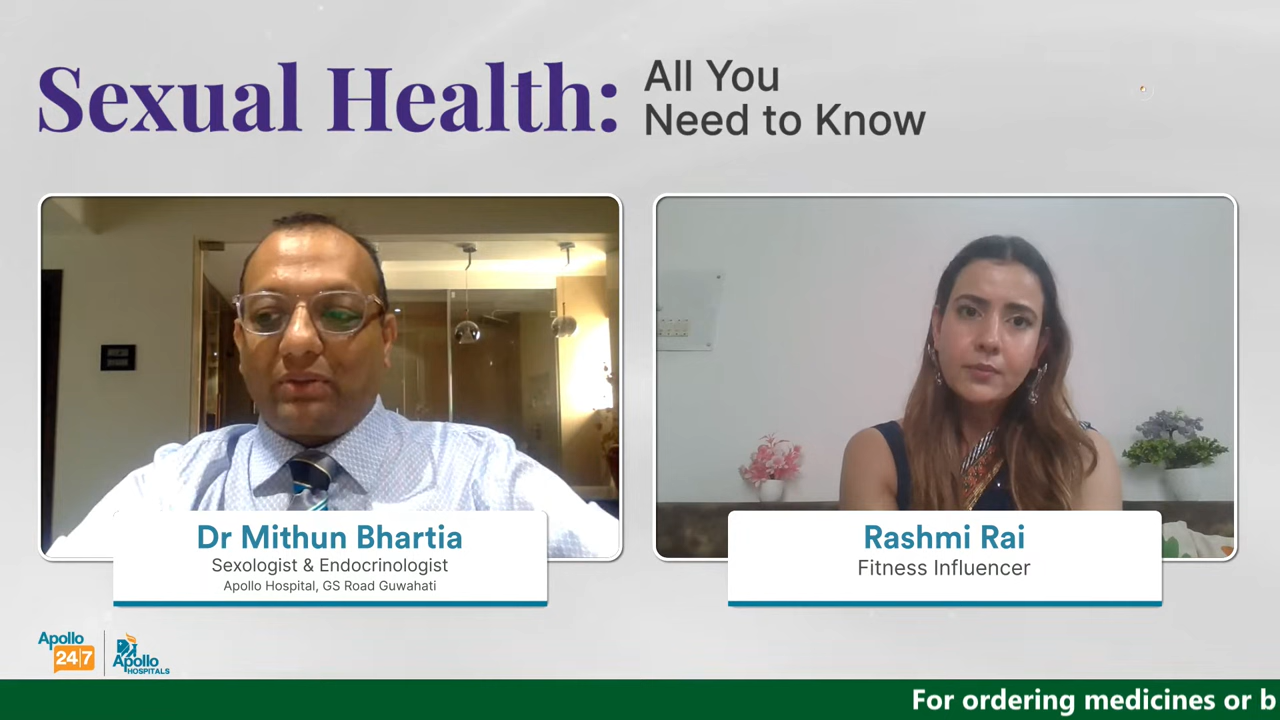 Sexual Health:
All You
Need to Know
Dr Mithun Bhartia
Sexologist & Endocrinologist
Apollo Hospital, GS Road Guwahati
Rashmi Rai
Fitness Influencer
Apollo
24|7
Apollo
HOSPITALS
For ordering medicines or b